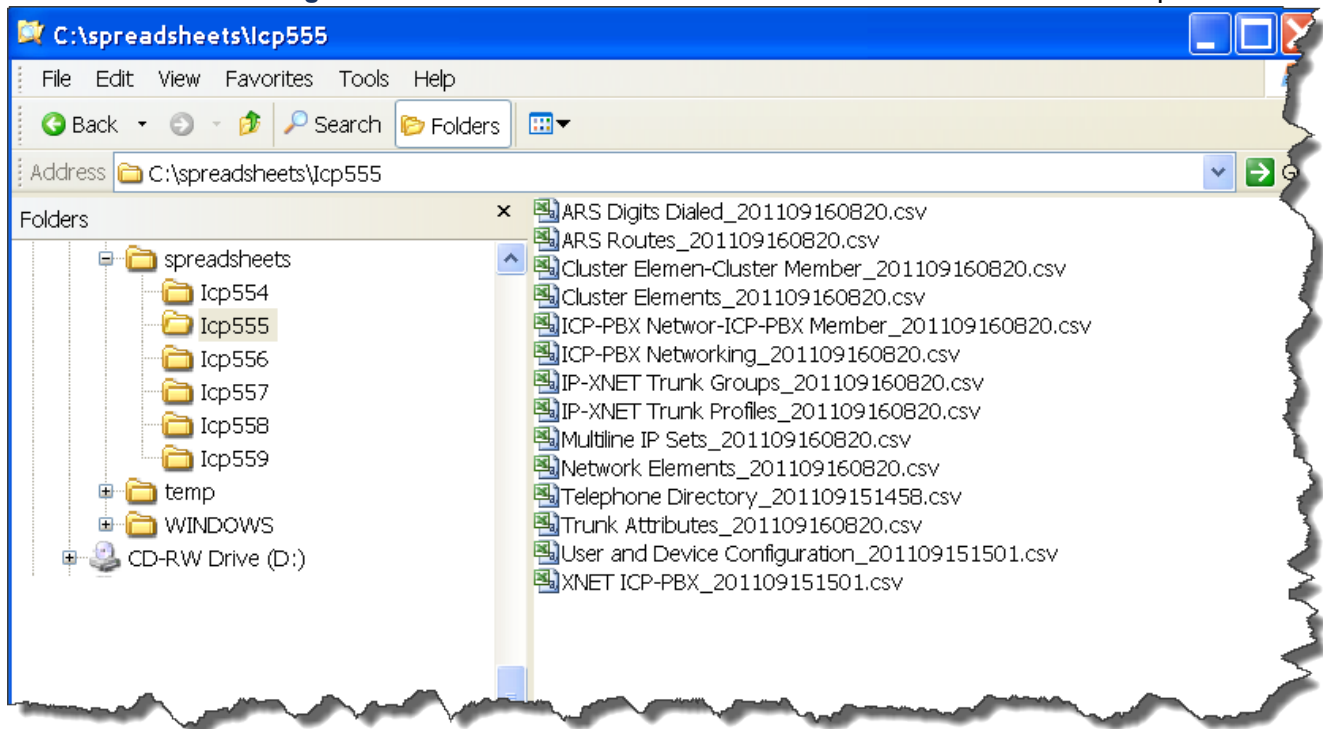 C:\spreadsheets\Icp555
File Edit View Favorites Tools Help
Back Search Folders
Address C:\spreadsheets\Icp555
Folders
spreadsheets
Icp554
Icp555
Icp556
Icp557
Icp558
Icp559
temp
WINDOWS
CD-RW Drive (D:)
ARS Digits Dialed_201109160820.csv
ARS Routes_201109160820.csv
Cluster Elemen-Cluster Member_201109160820.csv
Cluster Elements_201109160820.csv
ICP-PBX Networ-ICP-PBX Member_201109160820.csv
ICP-PBX Networking_201109160820.csv
IP-XNET Trunk Groups_201109160820.csv
IP-XNET Trunk Profiles_201109160820.csv
Multiline IP Sets_201109160820.csv
Network Elements_201109160820.csv
Telephone Directory_201109151458.csv
Trunk Attributes_201109160820.csv
User and Device Configuration_201109151501.csv
XNET ICP-PBX_201109151501.csv